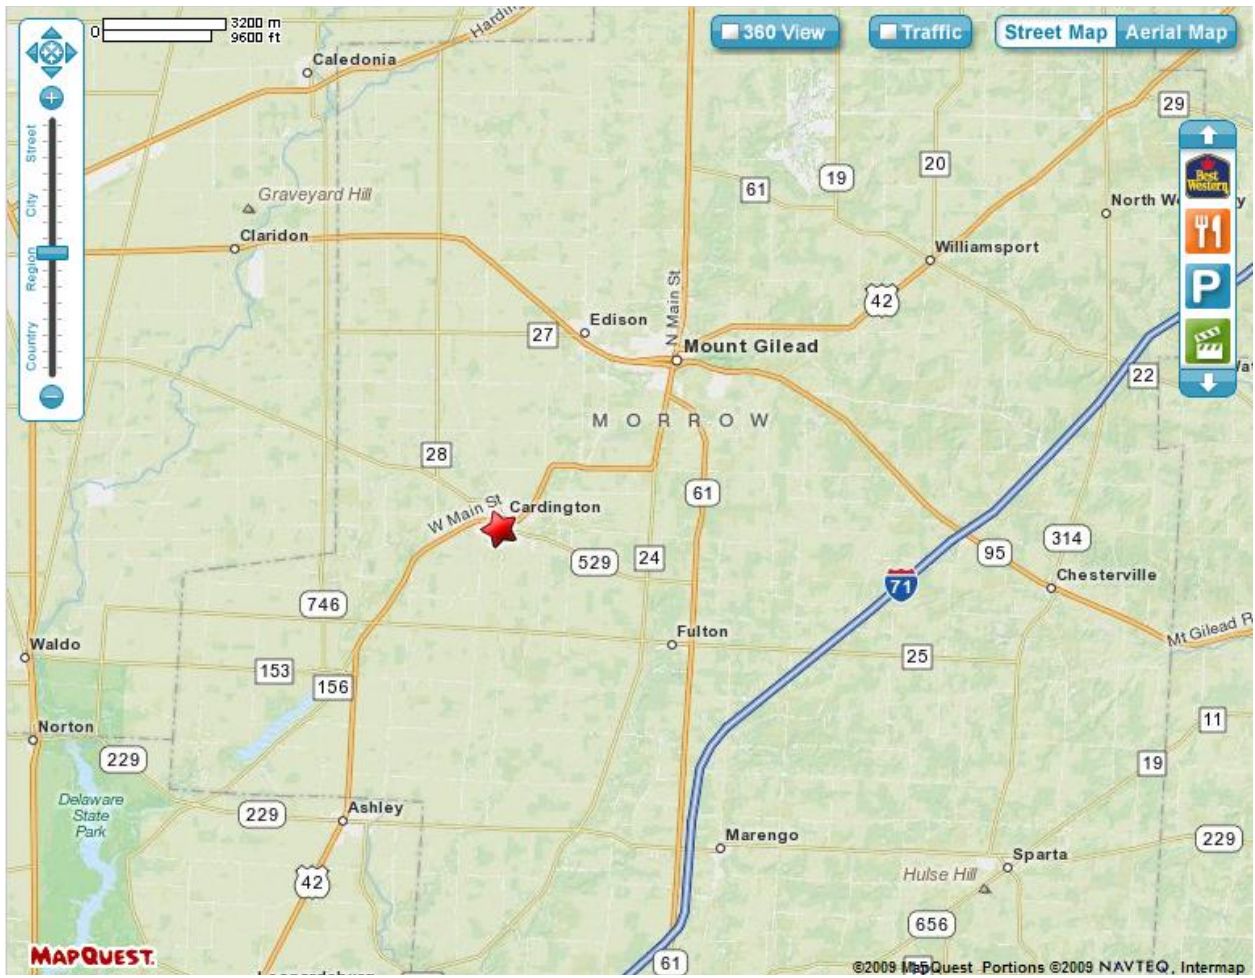 0
3200 m
9600 ft
360 View
Traffic
Street Map
Aerial Map
Street
City
Region
Country
Caledonia
29
Best
Western
61
19
20
Graveyard Hill
Claridon
Williamsport
N Main St
42
P
27
Edison
Mount Gilead
22
MORROW
28
W Main St
Cardington
61
529
24
95
314
71
Chesterville
746
Waldo
Fulton
25
Mt Gilead R
153
156
Norton
229
11
19
Delaware
State
Park
229
Ashley
Marengo
229
Sparta
42
Hulse Hill
656
61
MAPQUEST.
©2009 MapQuest Portions ©2009 NAVTEQ, Intermap